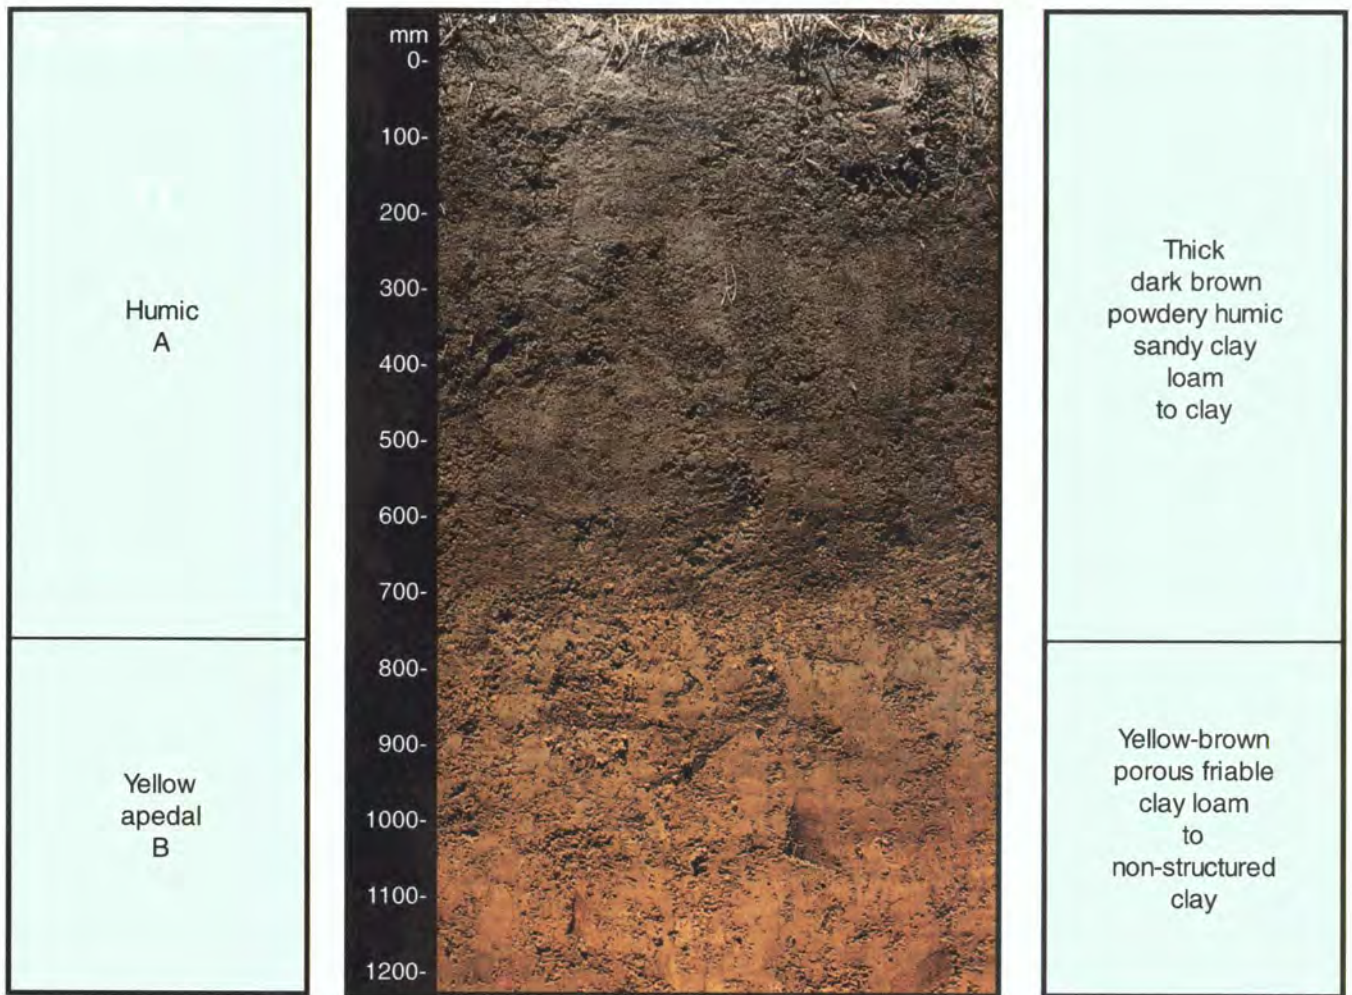 Humic
A
Yellow
apedal
B
mm
0-
100-
200-
300-
400-
500-
600-
700-
800-
900-
1000-
1100-
1200-
Thick
dark brown
powdery humic
sandy clay
loam
to clay
Yellow-brown
porous friable
clay loam
to
non-structured
clay